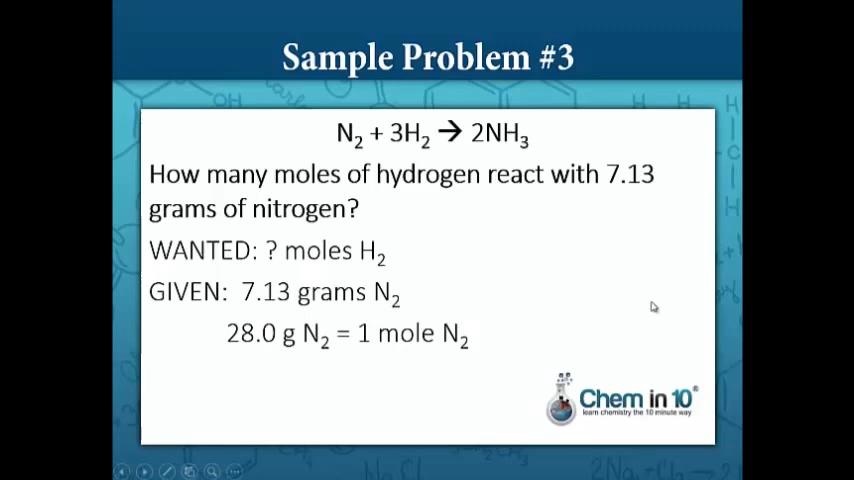 Sample Problem #3
N₂ + 3H₂ → 2NH₃
How many moles of hydrogen react with 7.13
grams of nitrogen?
WANTED: ? moles H₂
GIVEN: 7.13 grams N₂
28.0 g N₂ = 1 mole N₂
Chem in 10®
learn chemistry the 10 minute way
OH
H H H
C
H
NaCl